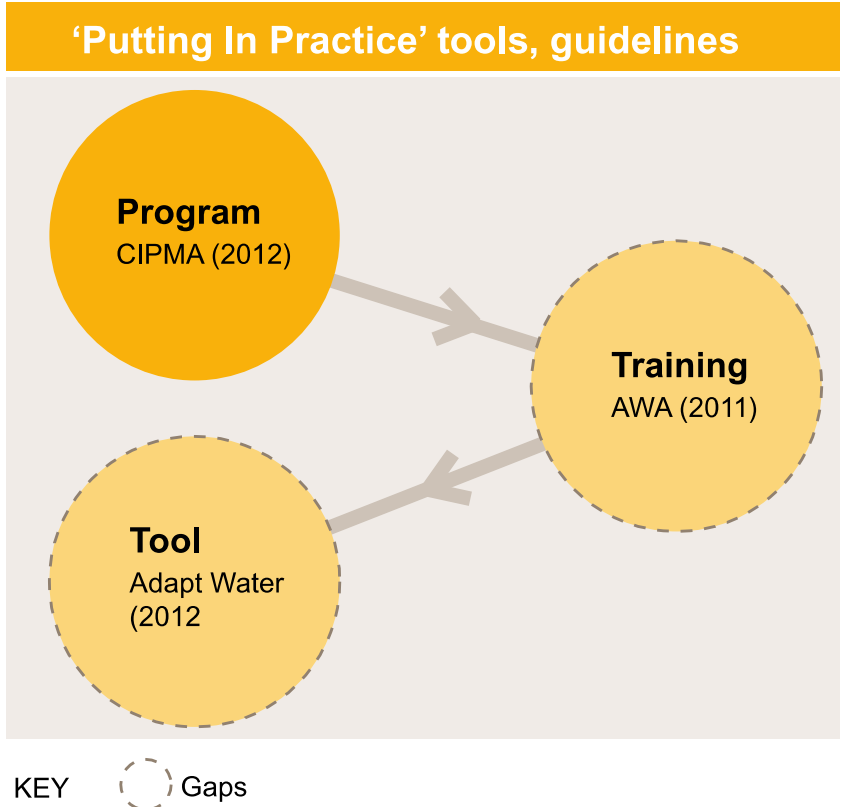 ‘Putting In Practice’ tools, guidelines
Program
CIPMA (2012)
Training
AWA (2011)
Tool
Adapt Water
(2012
KEY
Gaps